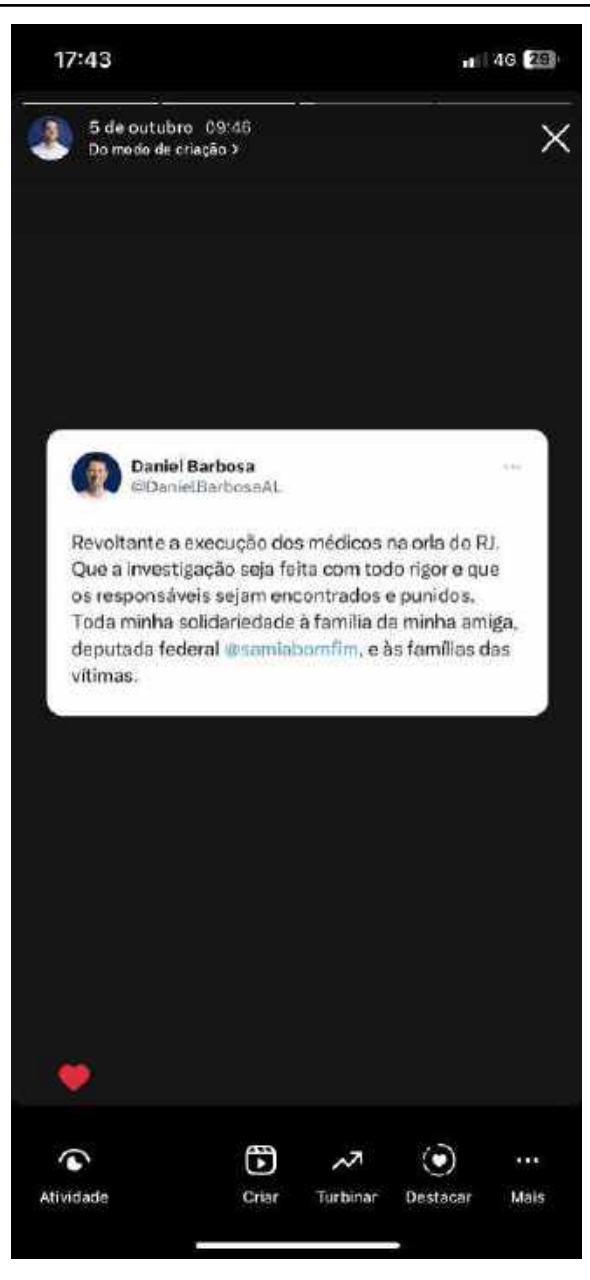 17:43
4G 29
5 de outubro 09:46
Do modo de criação >
Daniel Barbosa
@DanielBarbosaAL
Revoltante a execução dos médicos na orla do RJ.
Que a investigação seja feita com todo rigor e que
os responsáveis sejam encontrados e punidos.
Toda minha solidariedade à família da minha amiga,
deputada federal @samiabomfim, e às famílias das
vítimas.
Atividade
Criar
Turbinar
Destacar
Mais